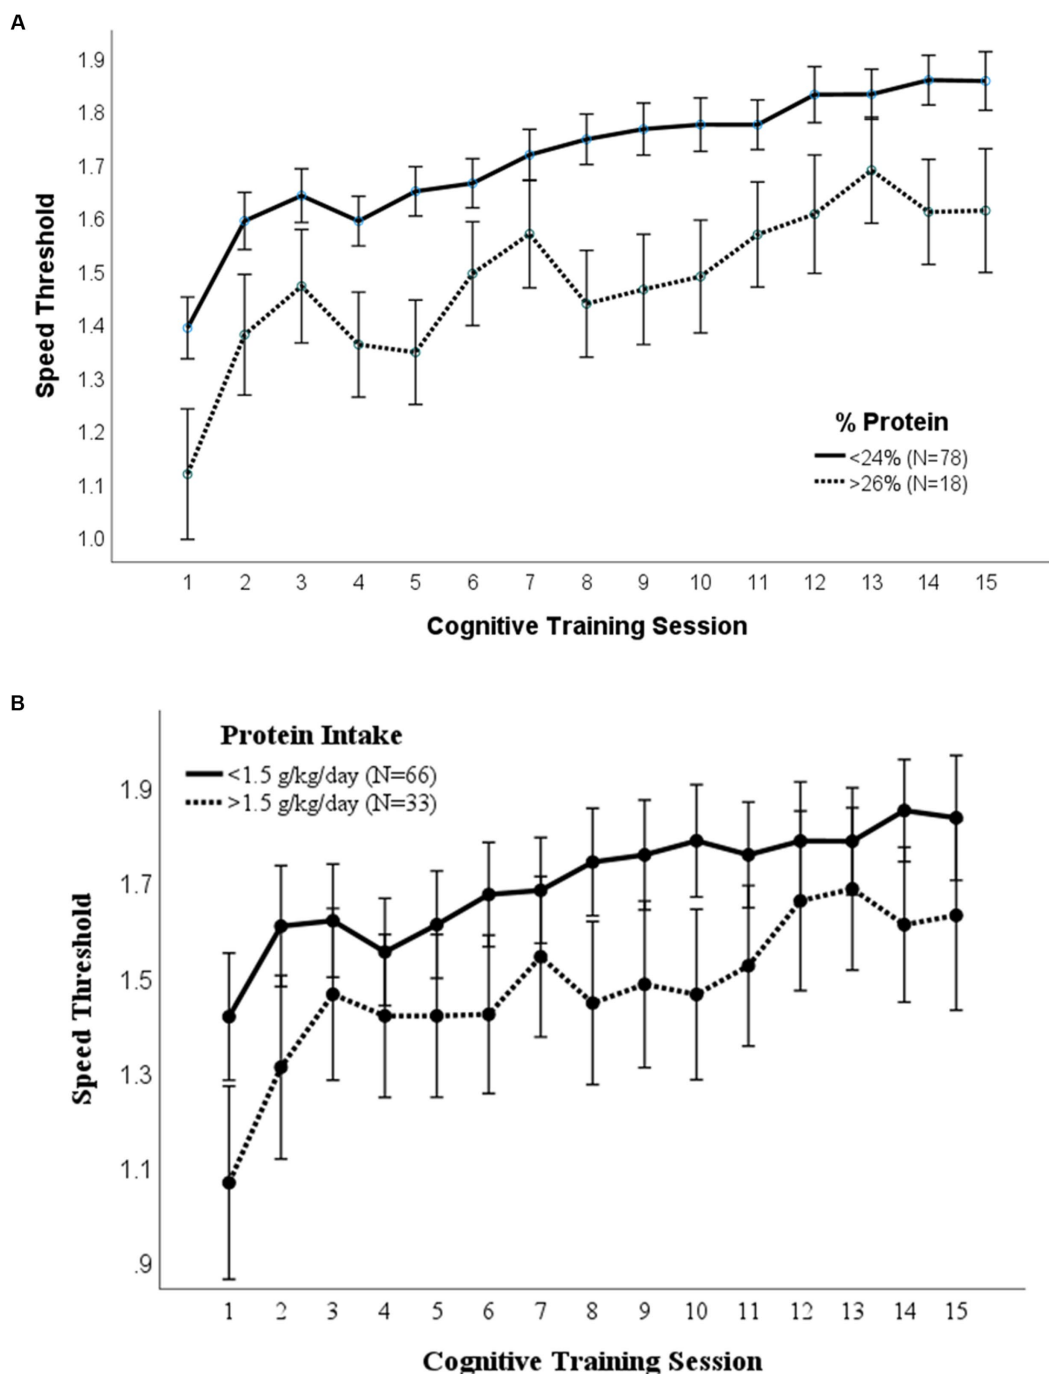 A
1.9
1.8
1.7
1.6
1.5
1.4
1.3
1.2
1.1
1.0
Speed Threshold
% Protein
<24% (N=78)
>26% (N=18)
1 2 3 4 5 6 7 8 9 10 11 12 13 14 15
Cognitive Training Session
B
Protein Intake
<1.5 g/kg/day (N=66)
>1.5 g/kg/day (N=33)
1.9
1.7
1.5
1.3
1.1
.9
Speed Threshold
1 2 3 4 5 6 7 8 9 10 11 12 13 14 15
Cognitive Training Session